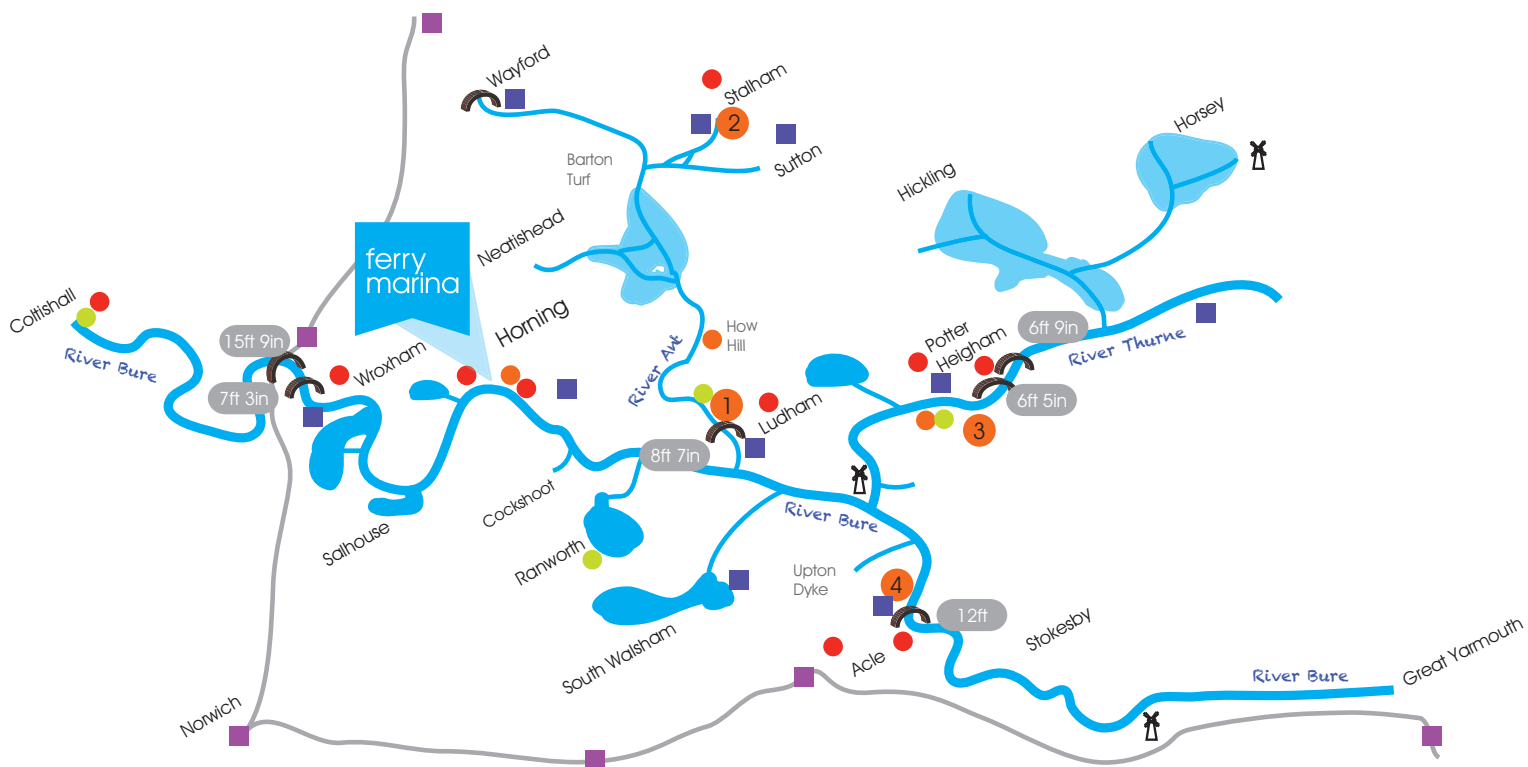 Wayford
Stalham
2
Sutton
Barton
Turf
Horsey
Hickling
Neatishead
ferry
marina
Horning
Coltishall
River Bure
15ft 9in
7ft 3in
Wroxham
How
Hill
River Ant
1
Ludham
Potter
Heigham
6ft 9in
River Thurne
6ft 5in
3
8ft 7in
Salhouse
Cockshoot
Ranworth
River Bure
South Walsham
Upton
Dyke
4
12ft
Acle
Stokesby
River Bure
Great Yarmouth
Norwich